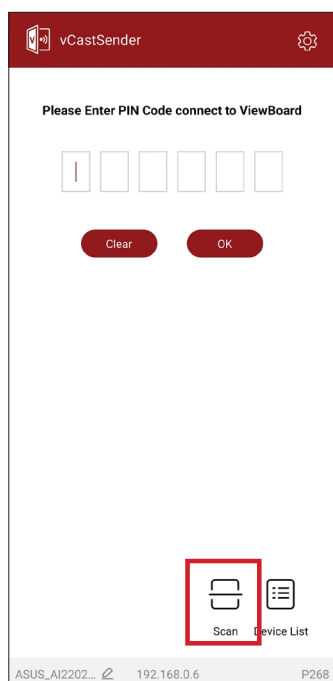 vCastSender
Please Enter PIN Code connect to ViewBoard
Clear OK
Scan Device List
ASUS_AI2202... 192.168.0.6 P268